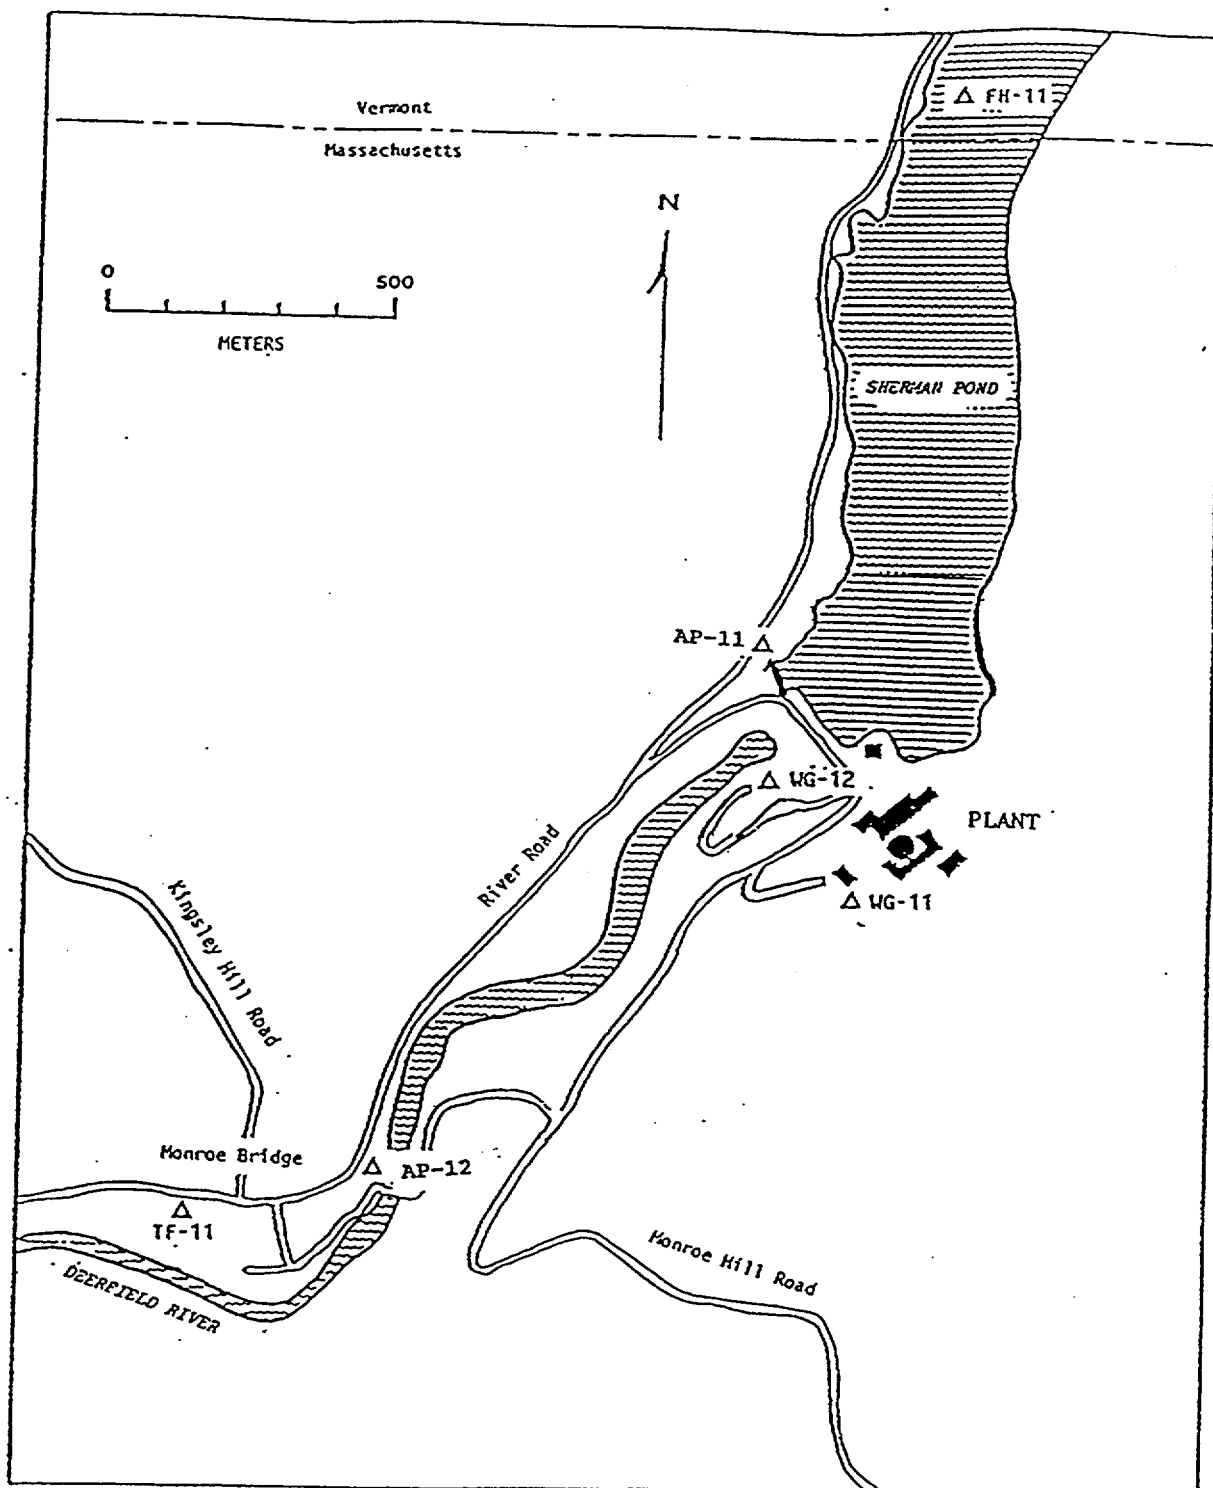 FH-11
Vermont
Massachusetts
N
0
500
METERS
SHERMAN POND
AP-11
WG-12
PLANT
River Road
WG-11
Kingsley Hill Road
Monroe Bridge
AP-12
TF-11
DEERFIELD RIVER
Monroe Hill Road